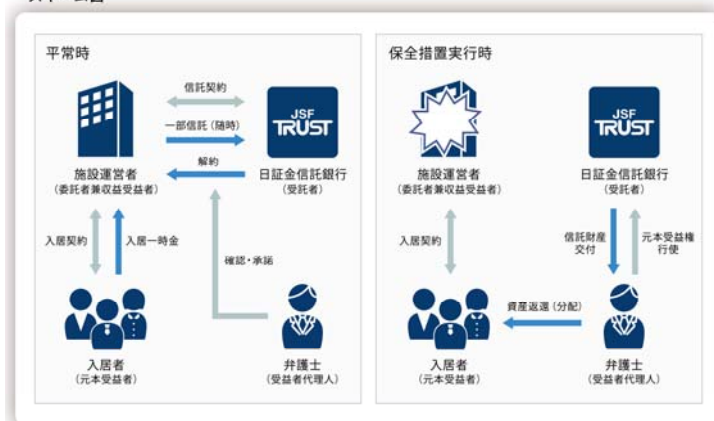 平常時
信託契約
一部信託（随時）
解約
JSF
TRUST
施設運営者
（委託者兼収益受益者）
日証金信託銀行
（受託者）
入居契約
入居一時金
確認・承諾
入居者
（元本受益者）
弁護士
（受益者代理人）
保全措置実行時
JSF
TRUST
施設運営者
（委託者兼収益受益者）
日証金信託銀行
（受託者）
入居契約
信託財産
交付
元本受益権
行使
資産返還（分配）
入居者
（元本受益者）
弁護士
（受益者代理人）